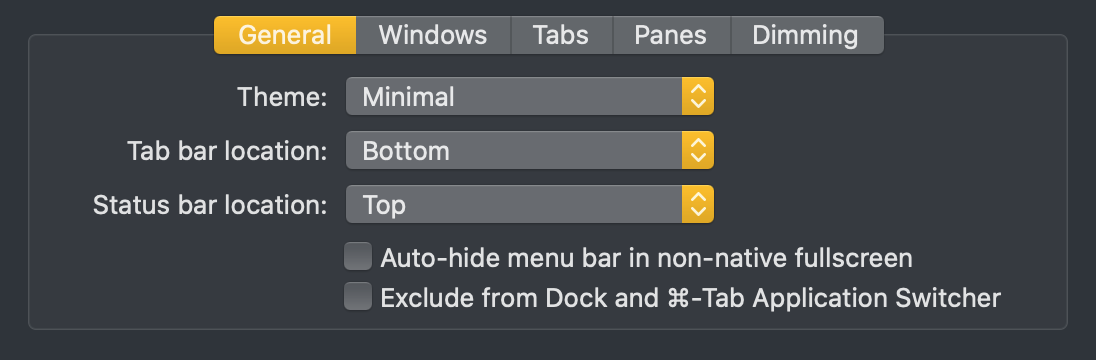 General Windows Tabs Panes Dimming
Theme: Minimal
Tab bar location: Bottom
Status bar location: Top
Auto-hide menu bar in non-native fullscreen
Exclude from Dock and ⌘-Tab Application Switcher